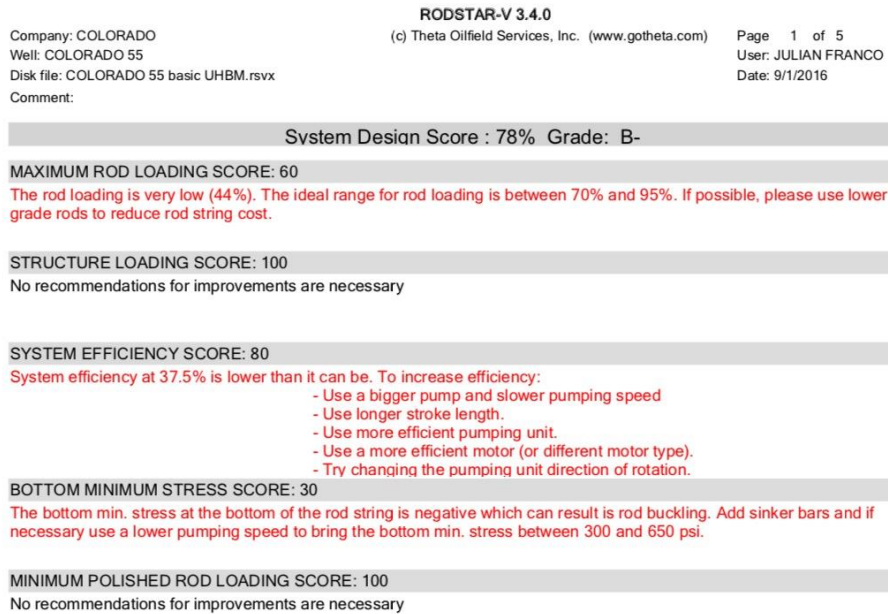 RODSTAR-V 3.4.0
Company: COLORADO
(c) Theta Oilfield Services, Inc. (www.gotheta.com)
Page 1 of 5
Well: COLORADO 55
User: JULIAN FRANCO
Disk file: COLORADO 55 basic UHBM.rsvx
Date: 9/1/2016
Comment:
System Design Score : 78% Grade: B-
MAXIMUM ROD LOADING SCORE: 60
The rod loading is very low (44%). The ideal range for rod loading is between 70% and 95%. If possible, please use lower
grade rods to reduce rod string cost.
STRUCTURE LOADING SCORE: 100
No recommendations for improvements are necessary
SYSTEM EFFICIENCY SCORE: 80
System efficiency at 37.5% is lower than it can be. To increase efficiency:
- Use a bigger pump and slower pumping speed
- Use longer stroke length.
- Use more efficient pumping unit.
- Use a more efficient motor (or different motor type).
- Try changing the pumping unit direction of rotation.
BOTTOM MINIMUM STRESS SCORE: 30
The bottom min. stress at the bottom of the rod string is negative which can result is rod buckling. Add sinker bars and if
necessary use a lower pumping speed to bring the bottom min. stress between 300 and 650 psi.
MINIMUM POLISHED ROD LOADING SCORE: 100
No recommendations for improvements are necessary